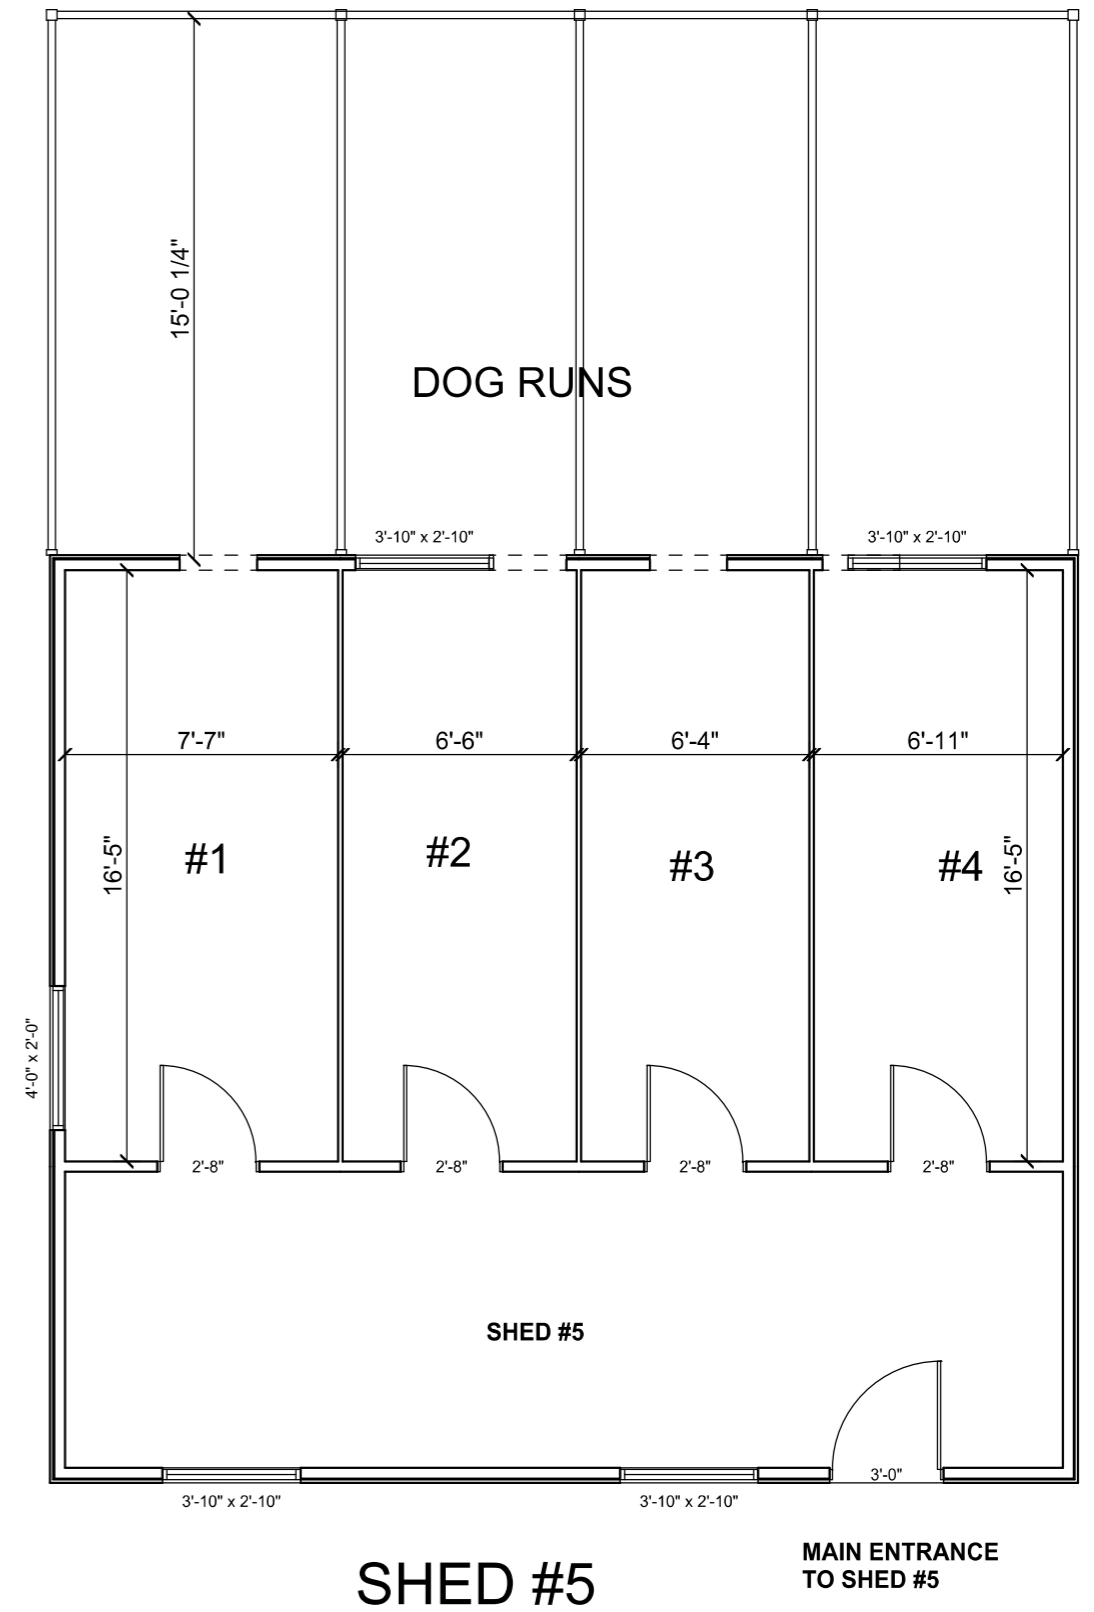 15'-0 1/4"
DOG RUNS
3'-10" x 2'-10"
3'-10" x 2'-10"
7'-7"
6'-6"
6'-4"
6'-11"
16'-5"
#1
#2
#3
#4
16'-5"
4'-0" x 2'-0"
2'-8"
2'-8"
2'-8"
2'-8"
SHED #5
3'-0"
3'-10" x 2'-10"
3'-10" x 2'-10"
SHED #5
MAIN ENTRANCE
TO SHED #5